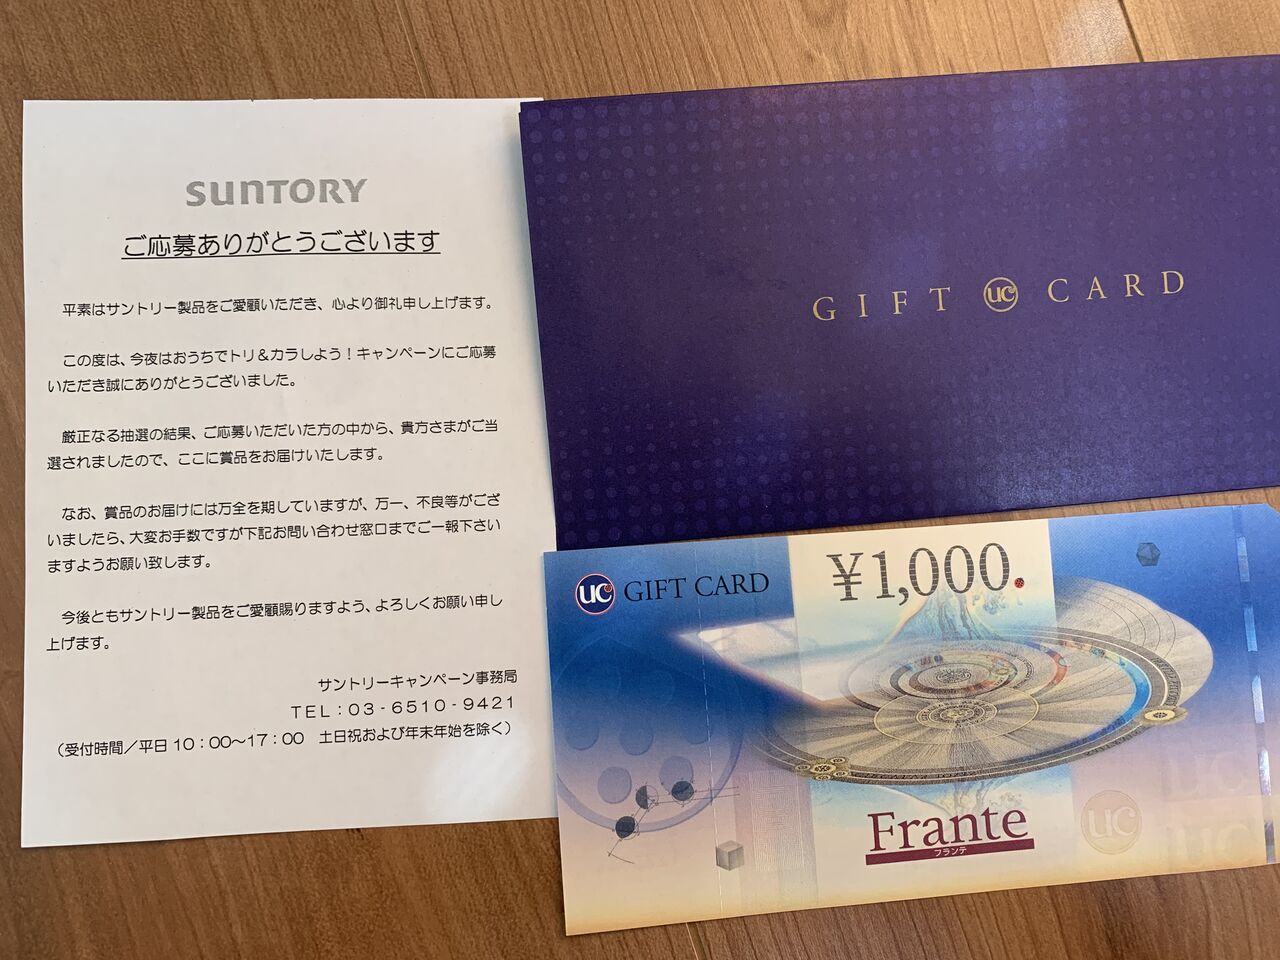 SUNTORY
ご応募ありがとうございます
平素はサントリー製品をご愛顧いただき、心より御礼申し上げます。
この度は、今夜はおうちでトリ＆カラしよう！キャンペーンにご応募
いただき誠にありがとうございました。
厳正なる抽選の結果、ご応募いただいた方の中から、貴方さまがご当
選されましたので、ここに賞品をお届けいたします。
なお、賞品のお届けには万全を期していますが、万一、不良等がござ
いましたら、大変お手数ですが下記お問い合わせ窓口までご一報下さい
ますようお願い致します。
今後ともサントリー製品をご愛顧賜りますよう、よろしくお願い申し
上げます。
サントリーキャンペーン事務局
ＴＥＬ：０３‐６５１０‐９４２１
（受付時間／平日 10：00～17：00　土日祝および年末年始を除く）
GIFT UC CARD
UC GIFT CARD
¥1,000.
Frante
フランテ
UC
UC
UC